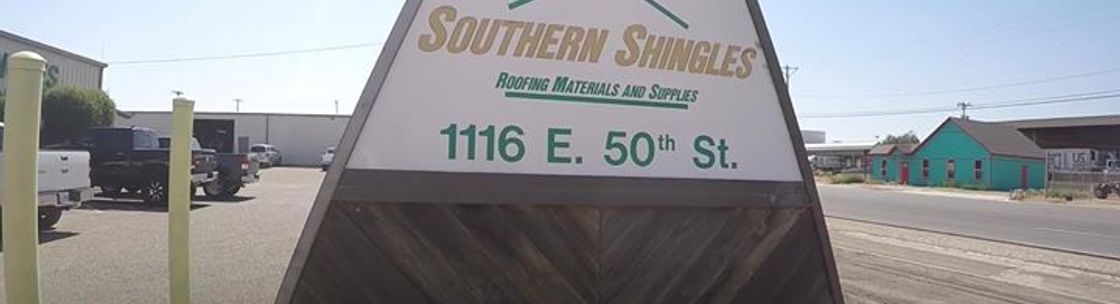 SOUTHERN SHINGLES
ROOFING MATERIALS AND SUPPLIES
1116 E. 50th St.
U.S.